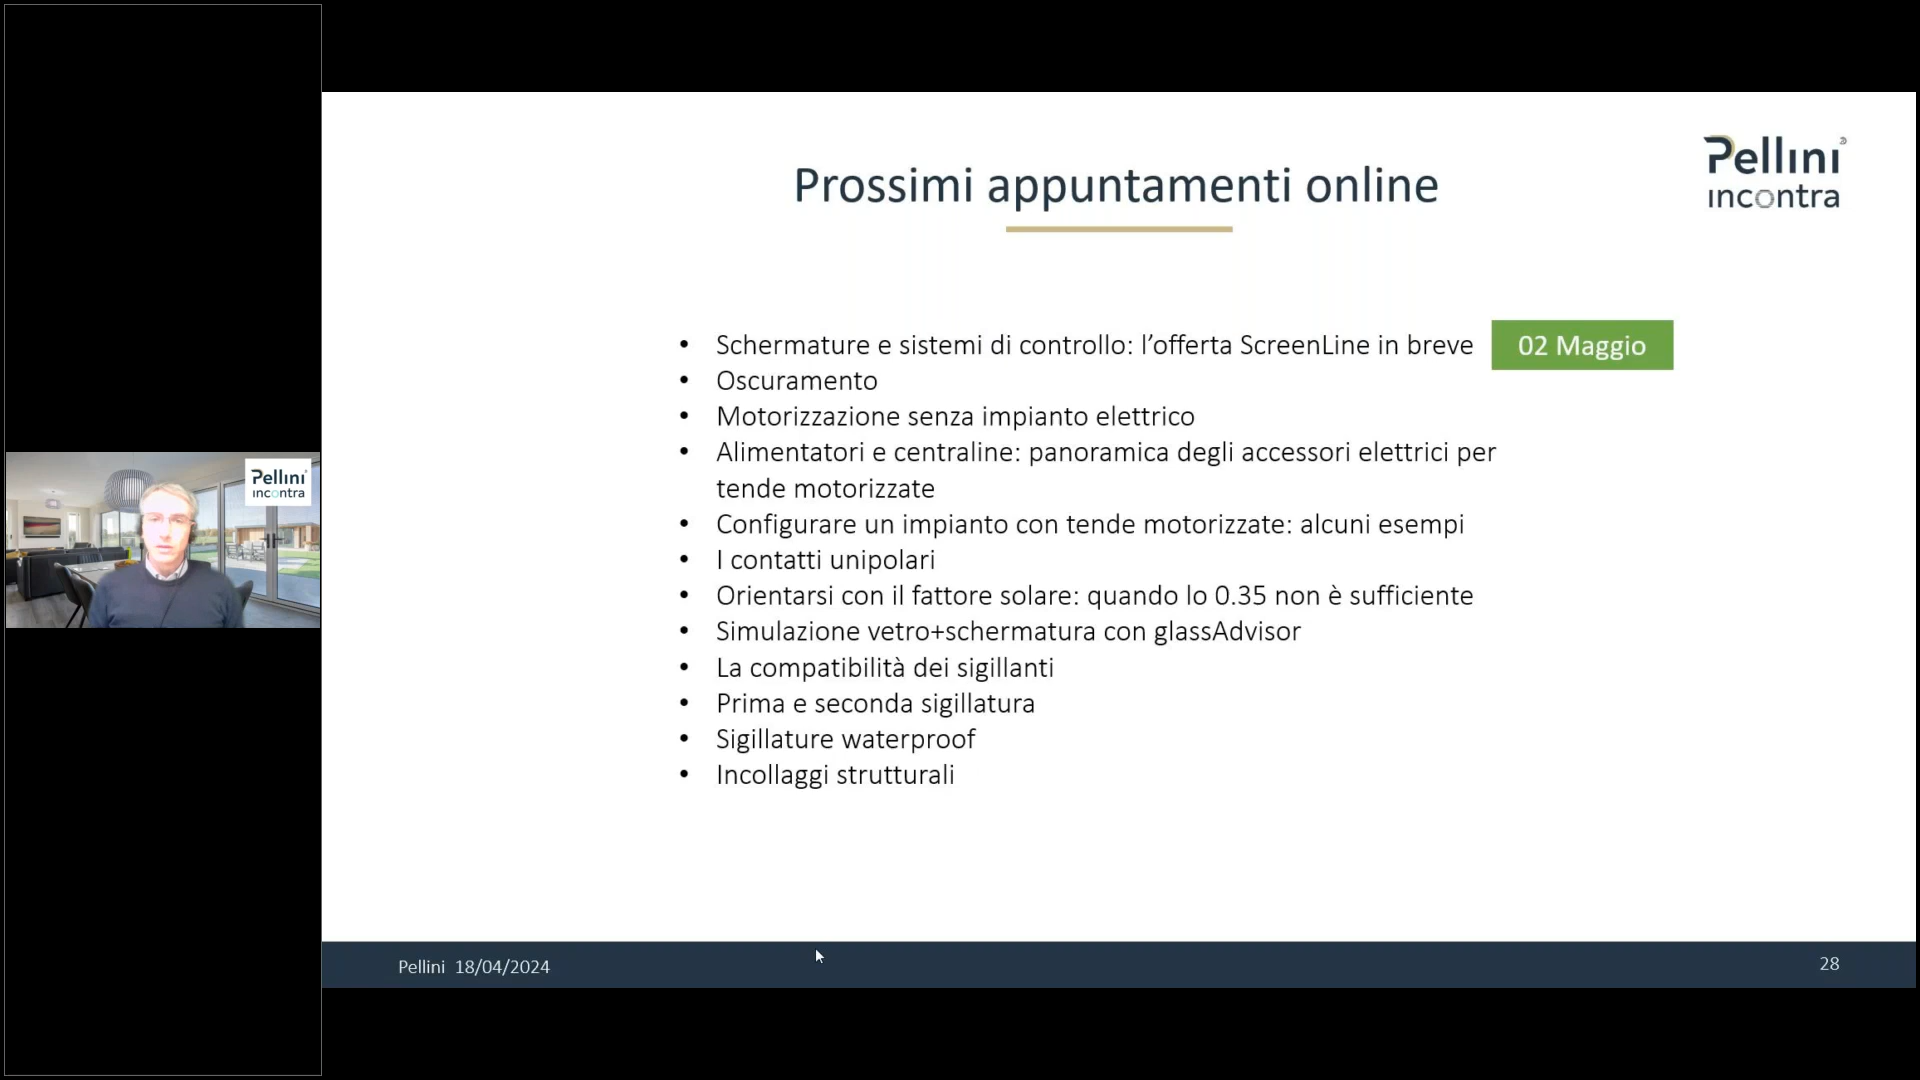 Pellini
incontra
Prossimi appuntamenti online
Pellini
incontra
• Schermature e sistemi di controllo: l’offerta ScreenLine in breve
02 Maggio
• Oscuramento
• Motorizzazione senza impianto elettrico
• Alimentatori e centraline: panoramica degli accessori elettrici per
tende motorizzate
• Configurare un impianto con tende motorizzate: alcuni esempi
• I contatti unipolari
• Orientarsi con il fattore solare: quando lo 0.35 non è sufficiente
• Simulazione vetro+schermatura con glassAdvisor
• La compatibilità dei sigillanti
• Prima e seconda sigillatura
• Sigillature waterproof
• Incollaggi strutturali
Pellini 18/04/2024
28